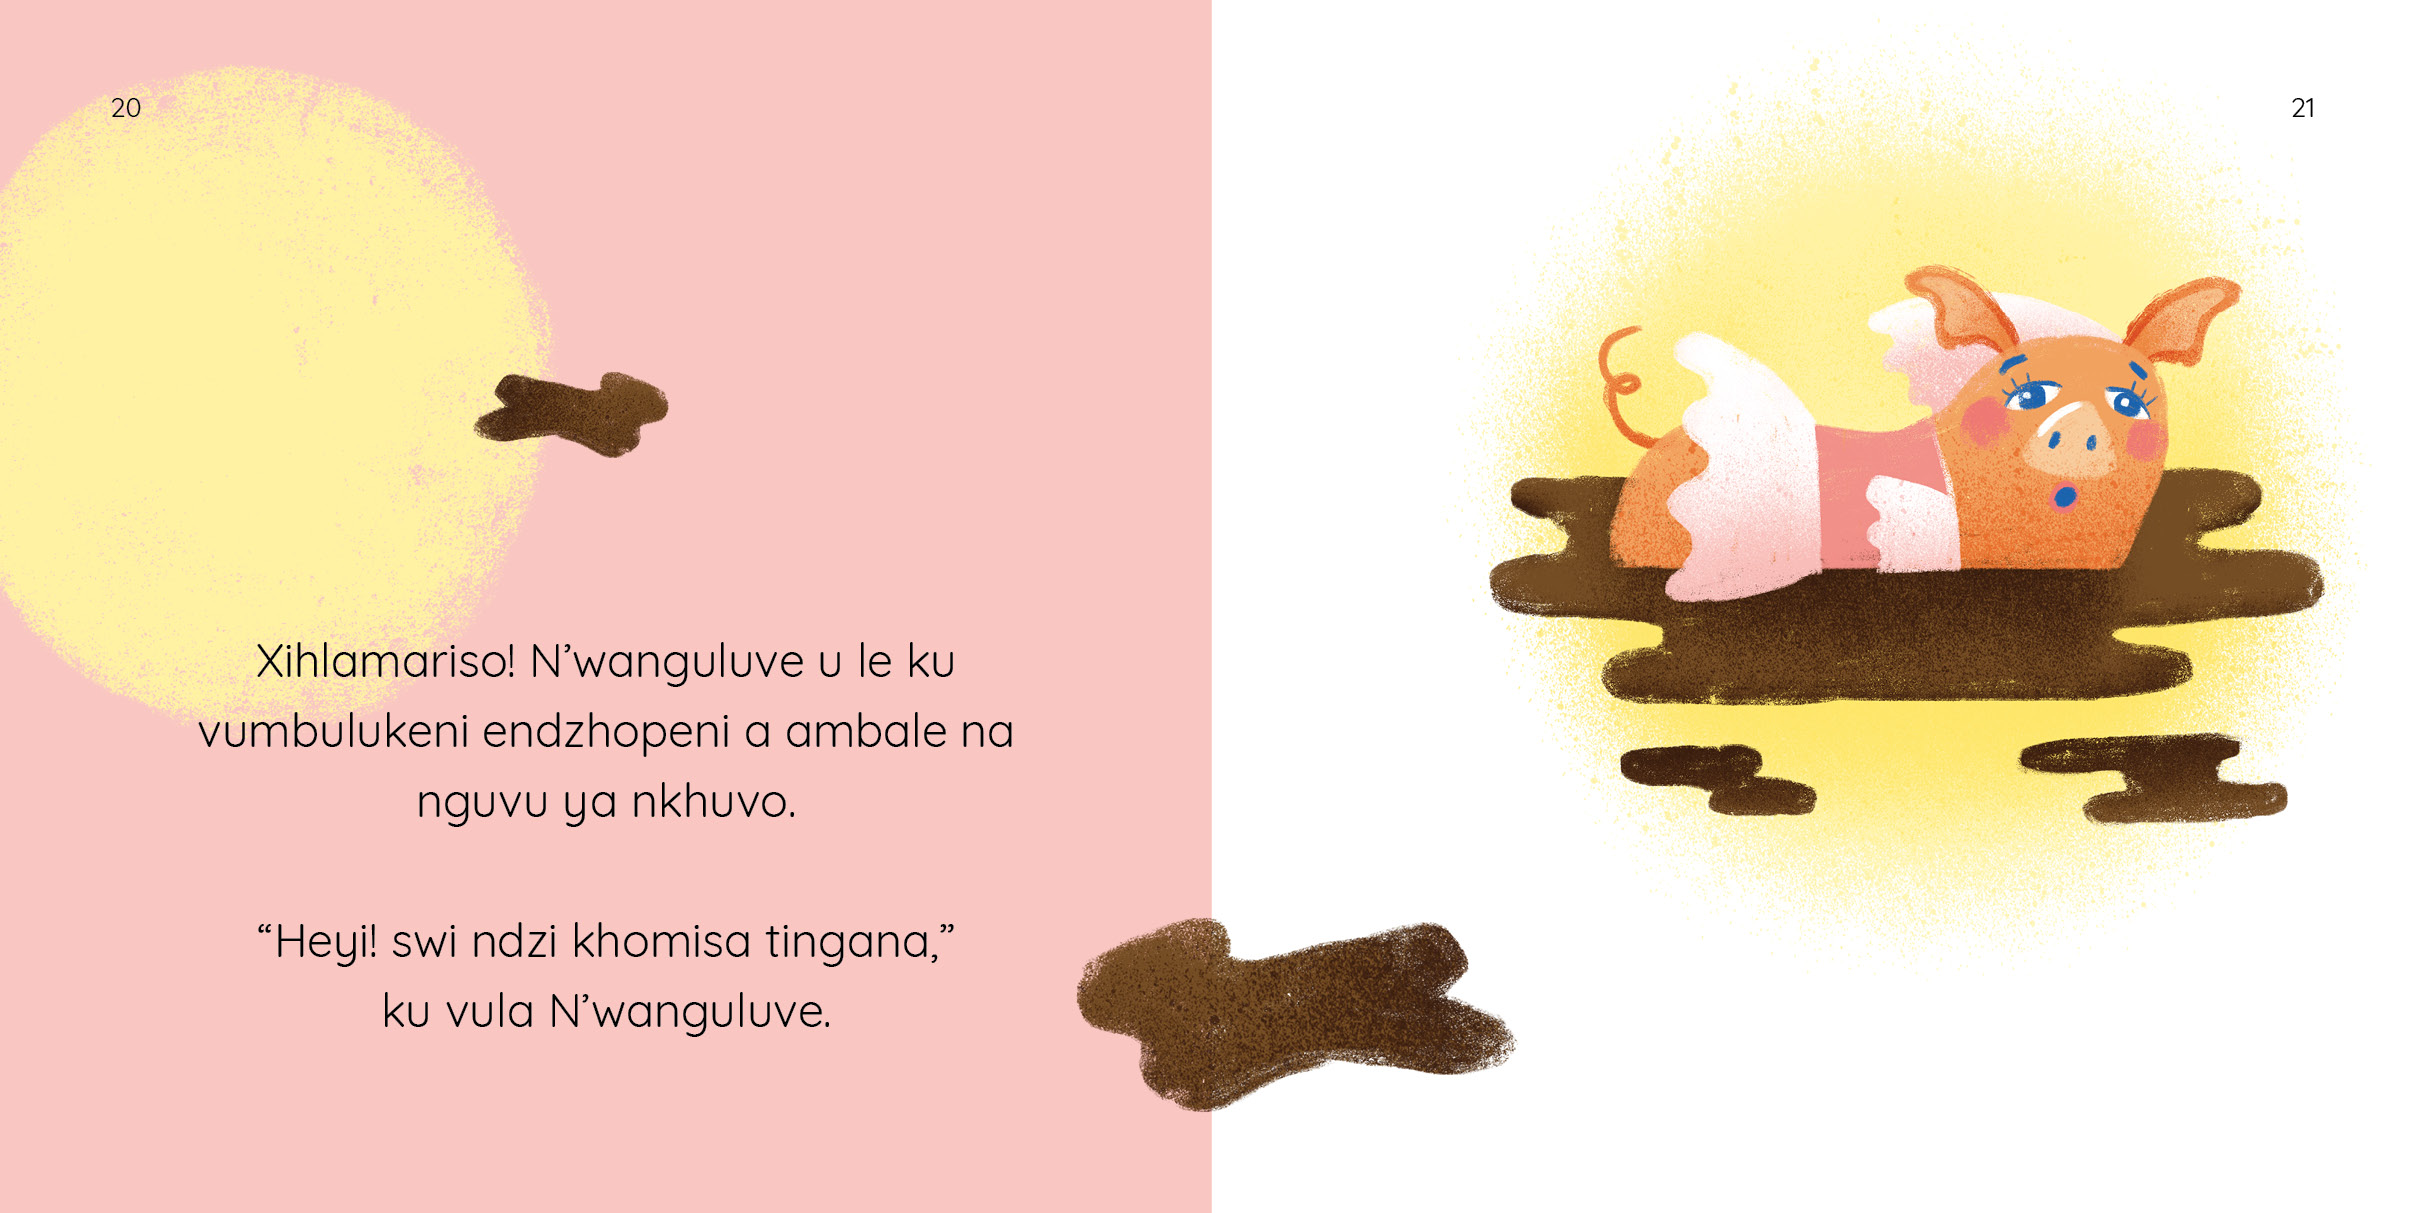 20
21
Xihlamariso! N’wanguluve u le ku
vumbulukeni endzhopeni a ambale na
nguvu ya nkhuvo.
“Heyi! swi ndzi khomisa tingana,”
ku vula N’wanguluve.